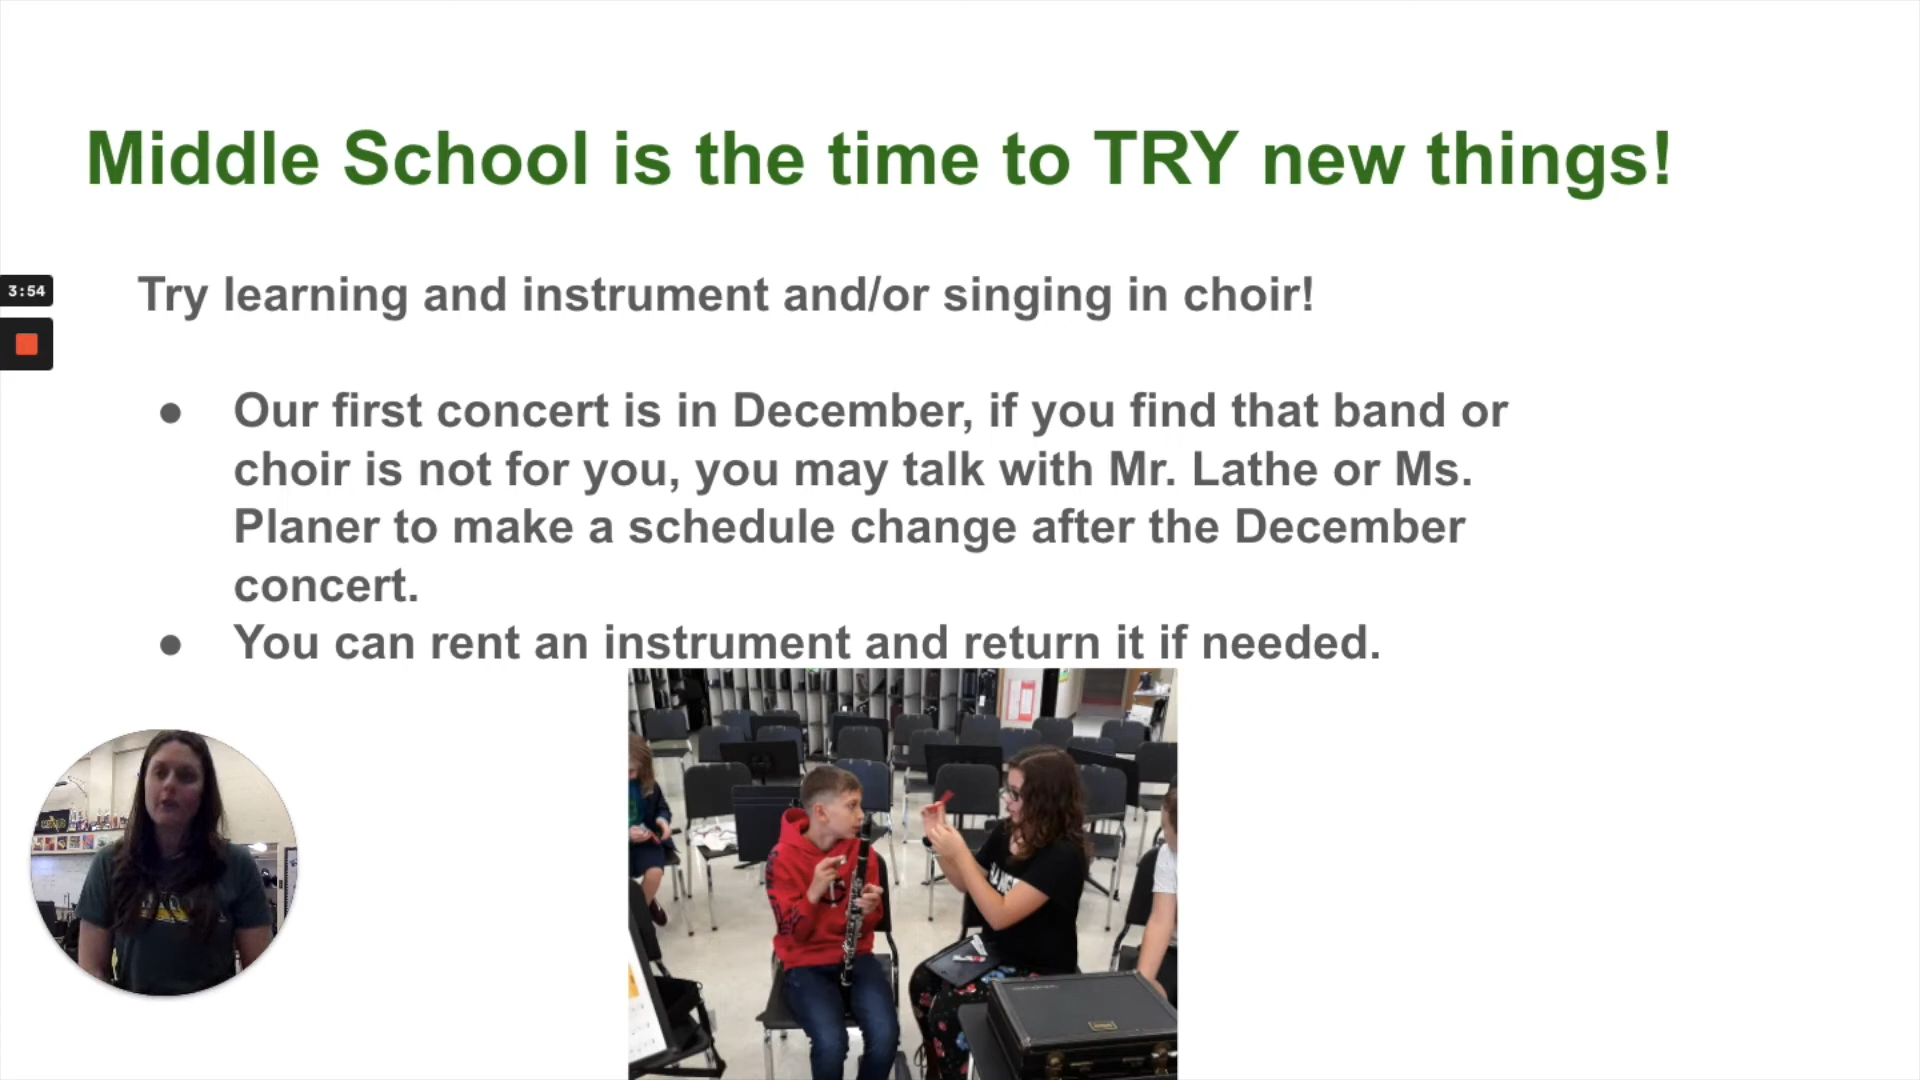 Middle School is the time to TRY new things!
3:54
Try learning and instrument and/or singing in choir!
● Our first concert is in December, if you find that band or
choir is not for you, you may talk with Mr. Lathe or Ms.
Planer to make a schedule change after the December
concert.
● You can rent an instrument and return it if needed.